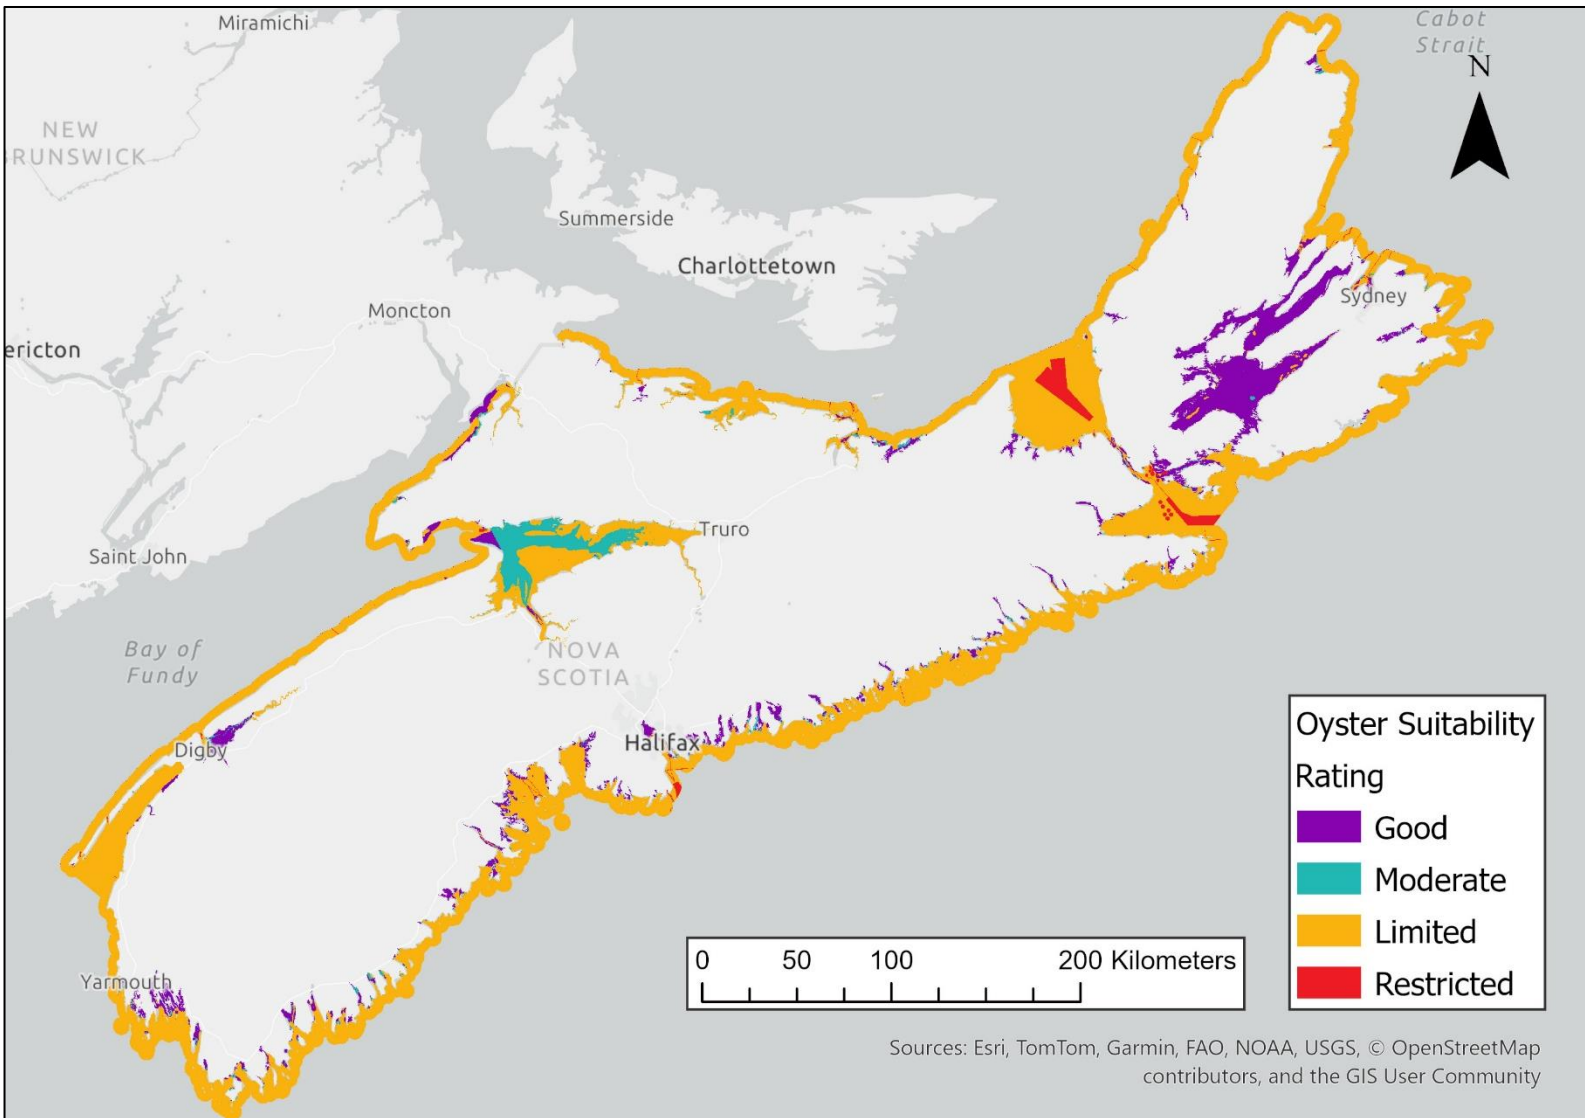 Miramichi
Cabot
Strait
N
NEW
RUNSWICK
Summerside
Charlottetown
Moncton
Sydney
ericton
Truro
Saint John
Bay of
Fundy
NOVA
SCOTIA
Digby
Halifax
Yarmouth
Oyster Suitability
Rating
Good
Moderate
Limited
Restricted
0 50 100 200 Kilometers
Sources: Esri, TomTom, Garmin, FAO, NOAA, USGS, © OpenStreetMap
contributors, and the GIS User Community